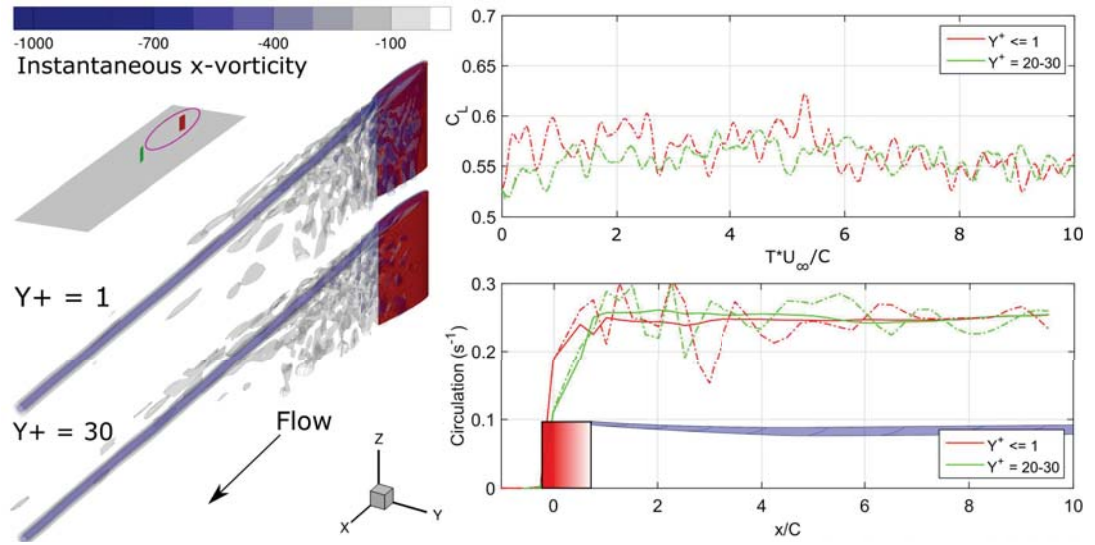 -1000 -700 -400 -100
Instantaneous x-vorticity
Y+ = 1
Y+ = 30
Flow
Z
X
Y
0.7
0.65
0.6
0.55
0.5
C_L
Y⁺ <= 1
Y⁺ = 20-30
0 2 4 6 8 10
T*U_∞/C
0.3
0.2
0.1
0
Circulation (s⁻¹)
Y⁺ <= 1
Y⁺ = 20-30
0 2 4 6 8 10
x/C